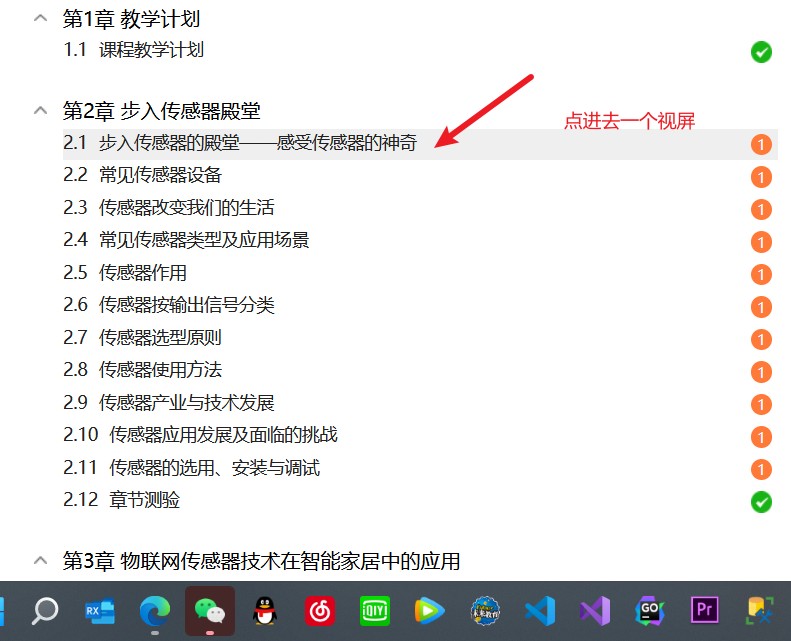 第1章 教学计划
1.1 课程教学计划
第2章 步入传感器殿堂
点进去一个视屏
2.1 步入传感器的殿堂——感受传感器的神奇 1
2.2 常见传感器设备 1
2.3 传感器改变我们的生活 1
2.4 常见传感器类型及应用场景 1
2.5 传感器作用 1
2.6 传感器按输出信号分类 1
2.7 传感器选型原则 1
2.8 传感器使用方法 1
2.9 传感器产业与技术发展 1
2.10 传感器应用发展及面临的挑战 1
2.11 传感器的选用、安装与调试 1
2.12 章节测验
第3章 物联网传感器技术在智能家居中的应用
RX iQIYI 未来教育 GO Pr